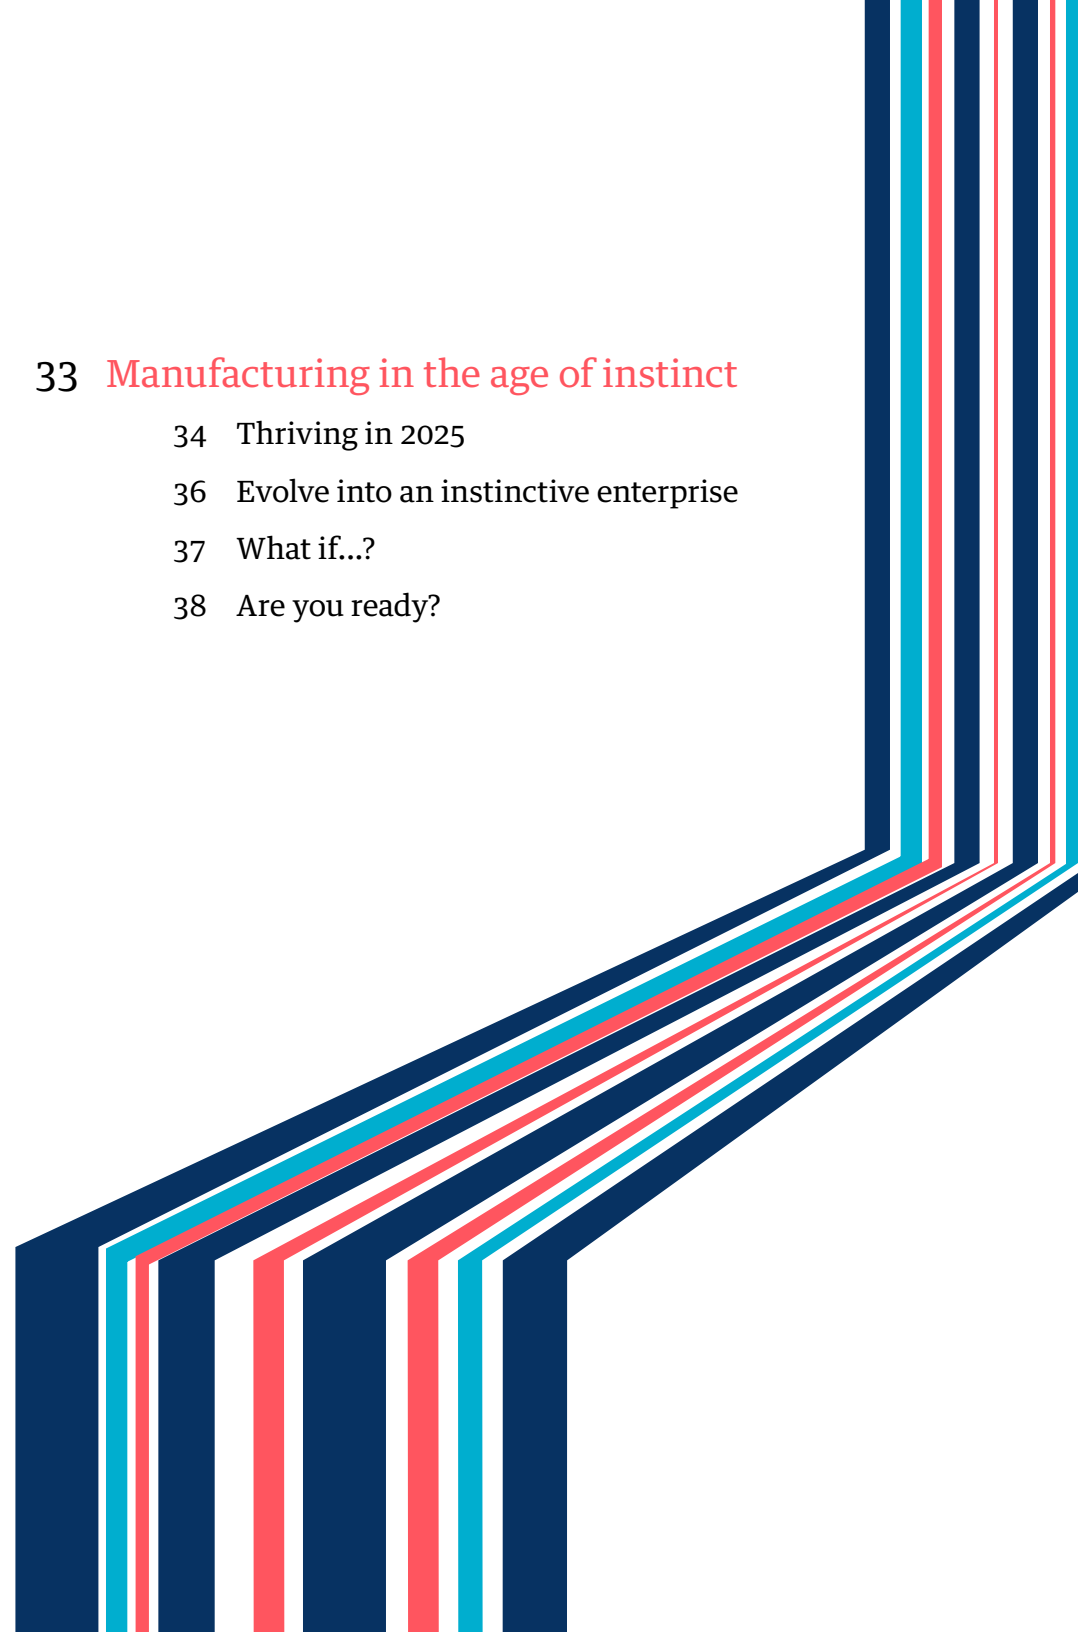 33 Manufacturing in the age of instinct
34 Thriving in 2025
36 Evolve into an instinctive enterprise
37 What if...?
38 Are you ready?